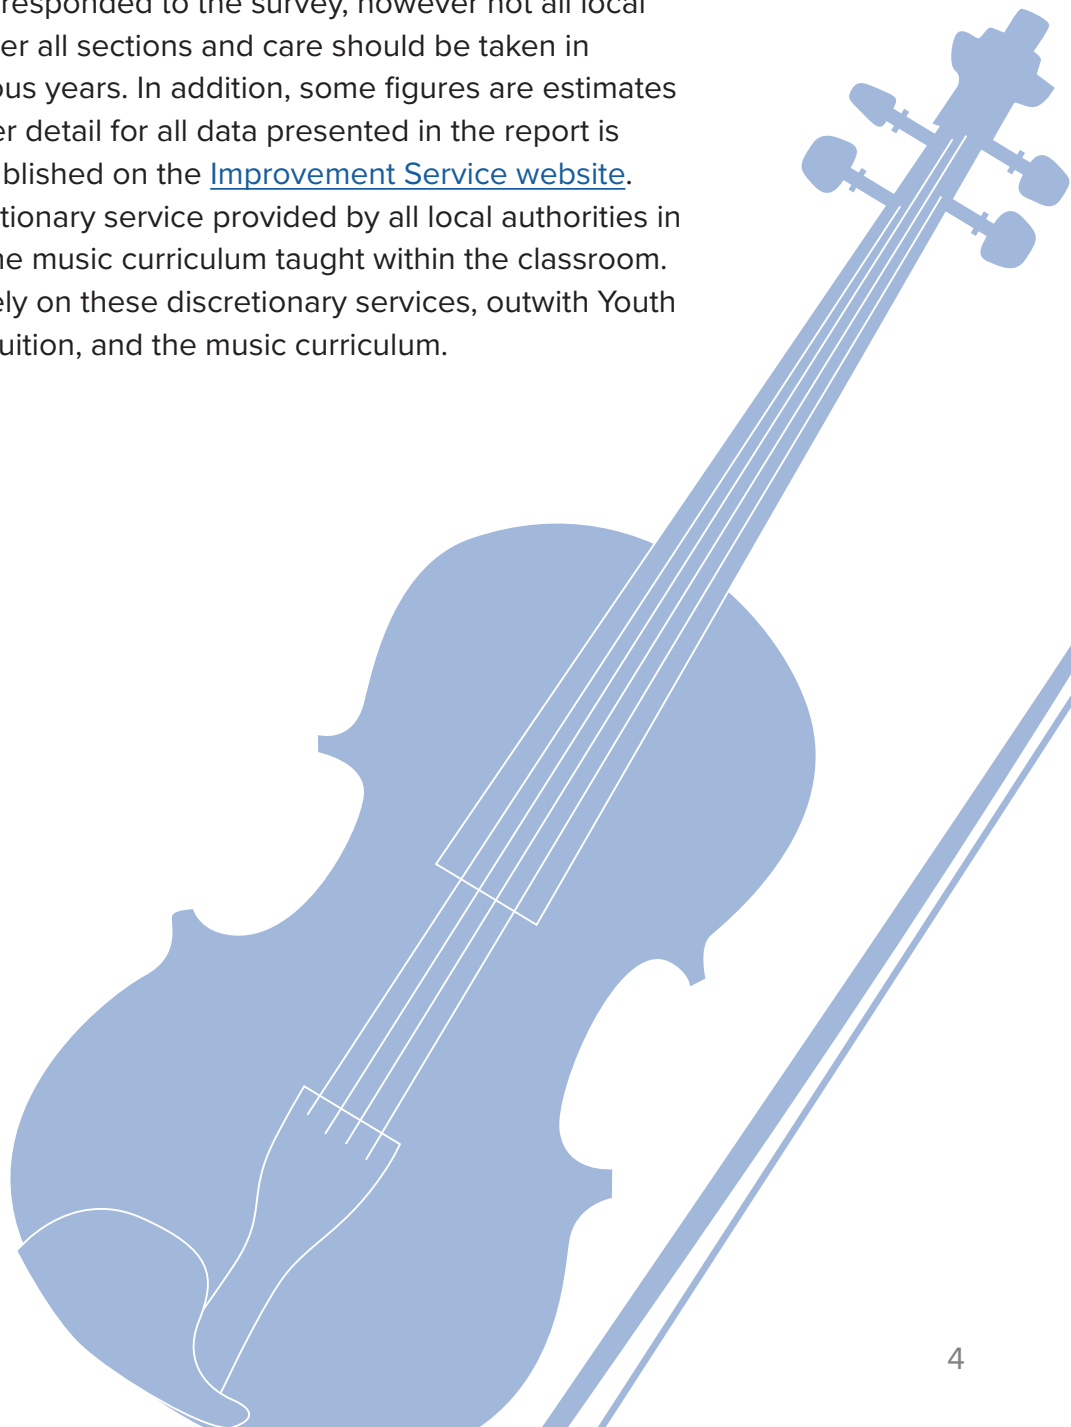 responded to the survey, however not all local
er all sections and care should be taken in
ous years. In addition, some figures are estimates
er detail for all data presented in the report is
blished on the Improvement Service website.
tionary service provided by all local authorities in
he music curriculum taught within the classroom.
ely on these discretionary services, outwith Youth
uition, and the music curriculum.
4